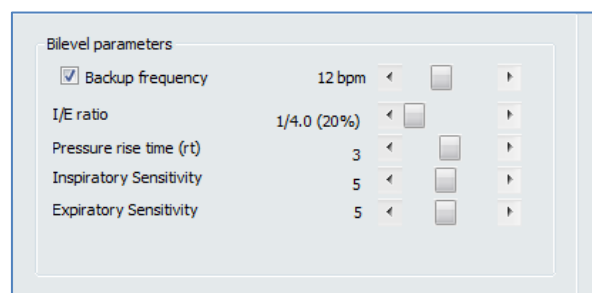 Bilevel parameters
Backup frequency 12 bpm
I/E ratio 1/4.0 (20%)
Pressure rise time (rt) 3
Inspiratory Sensitivity 5
Expiratory Sensitivity 5